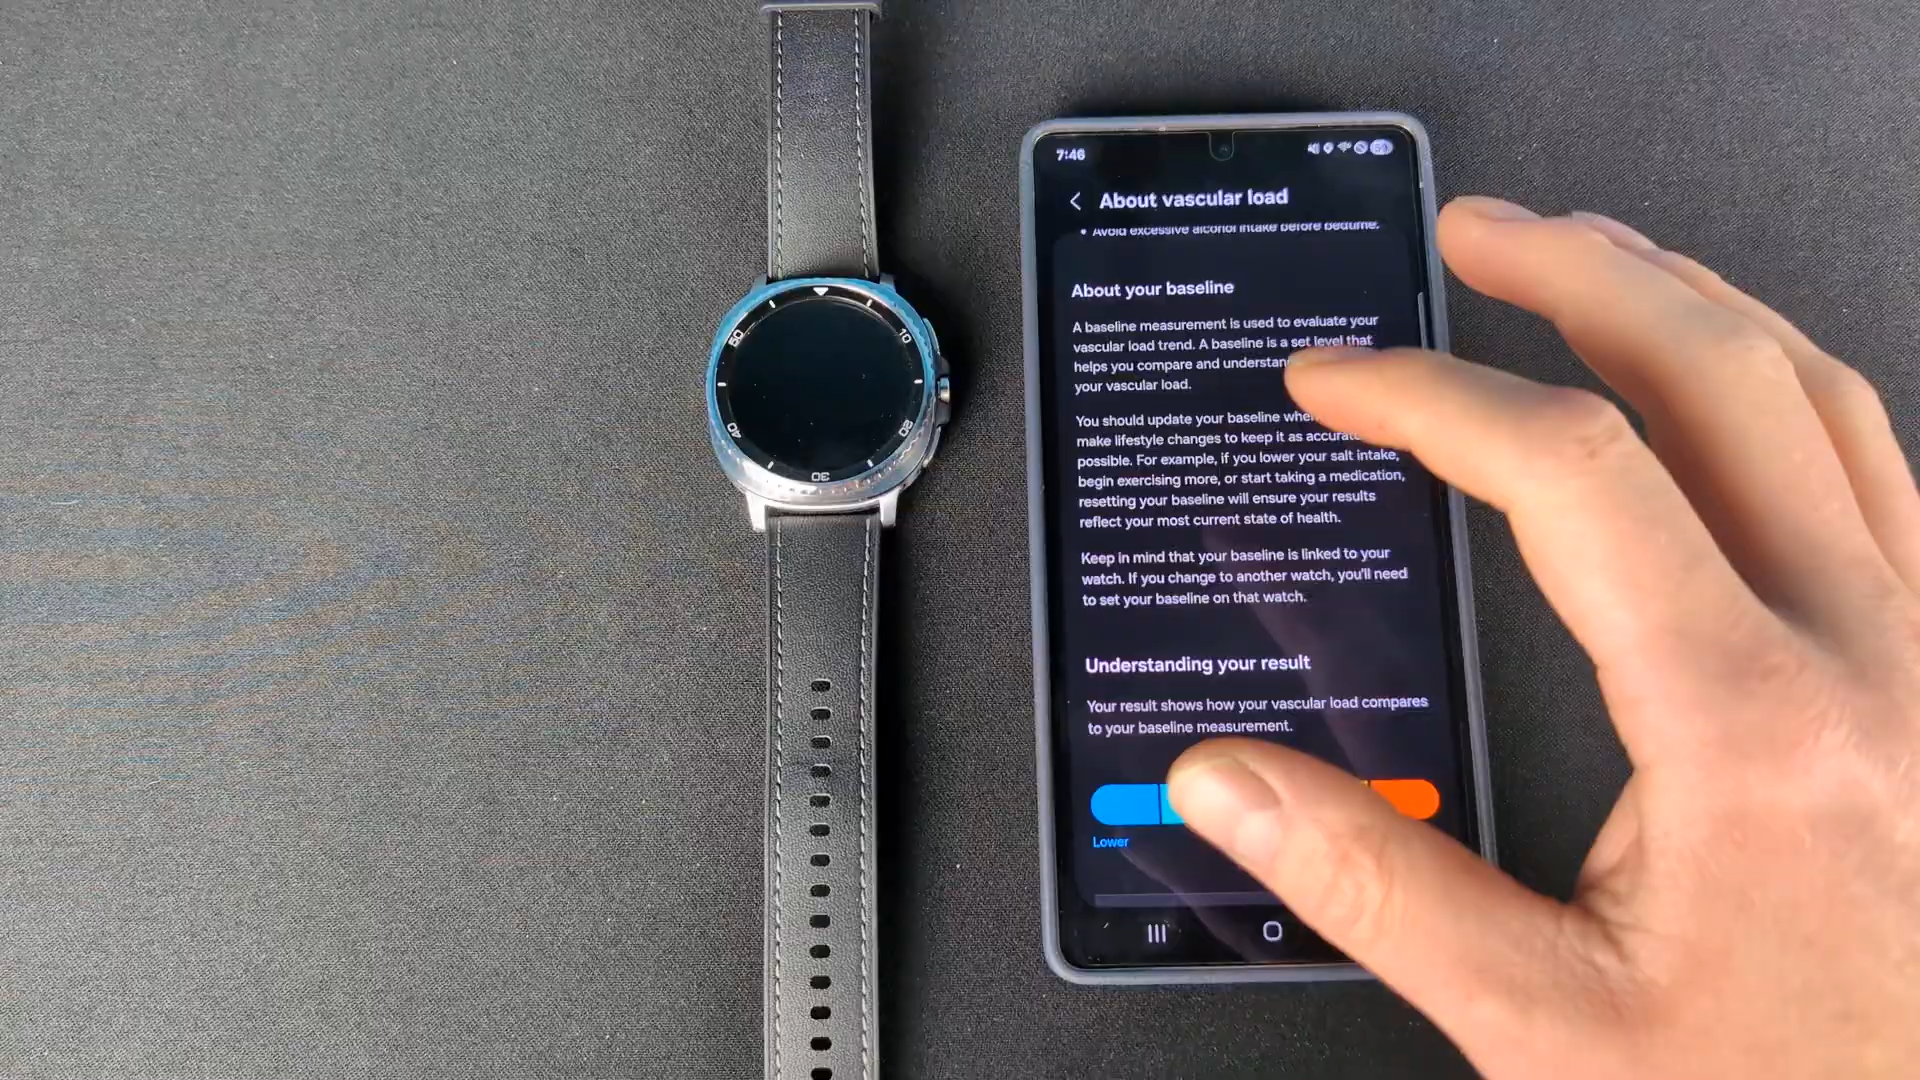 7:46
59
About vascular load
• Avoid excessive alcohol intake before bedtime.
About your baseline
A baseline measurement is used to evaluate your
vascular load trend. A baseline is a set level that
helps you compare and understand
your vascular load.
You should update your baseline when
make lifestyle changes to keep it as accurate
possible. For example, if you lower your salt intake,
begin exercising more, or start taking a medication,
resetting your baseline will ensure your results
reflect your most current state of health.
Keep in mind that your baseline is linked to your
watch. If you change to another watch, you'll need
to set your baseline on that watch.
Understanding your result
Your result shows how your vascular load compares
to your baseline measurement.
Lower
50
10
40
20
30